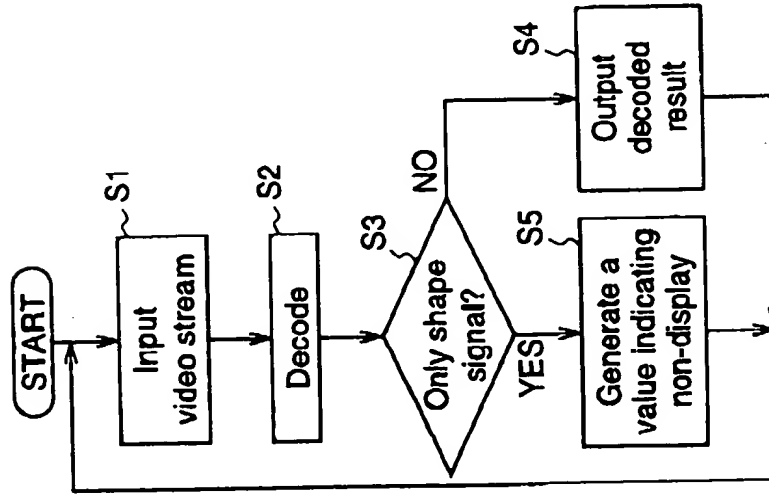 START
S1
Input
video stream
S2
Decode
S3
Only shape
signal?
NO
YES
S4
Output
decoded
result
S5
Generate a
value indicating
non-display